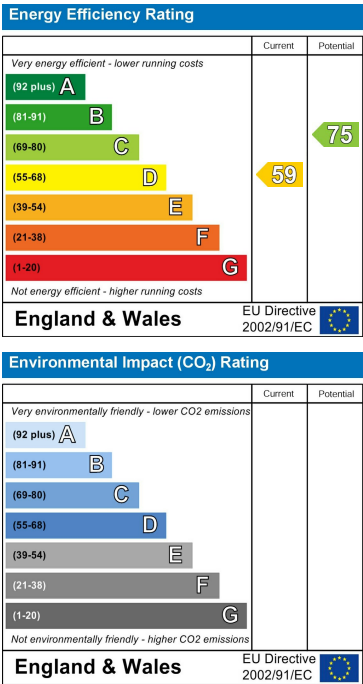 Energy Efficiency Rating
Current Potential
Very energy efficient - lower running costs
(92 plus) A
(81-91) B
(69-80) C
75
(55-68) D
59
(39-54) E
(21-38) F
(1-20) G
Not energy efficient - higher running costs
England & Wales
EU Directive
2002/91/EC
Environmental Impact (CO₂) Rating
Current Potential
Very environmentally friendly - lower CO2 emissions
(92 plus) A
(81-91) B
(69-80) C
(55-68) D
(39-54) E
(21-38) F
(1-20) G
Not environmentally friendly - higher CO2 emissions
England & Wales
EU Directive
2002/91/EC